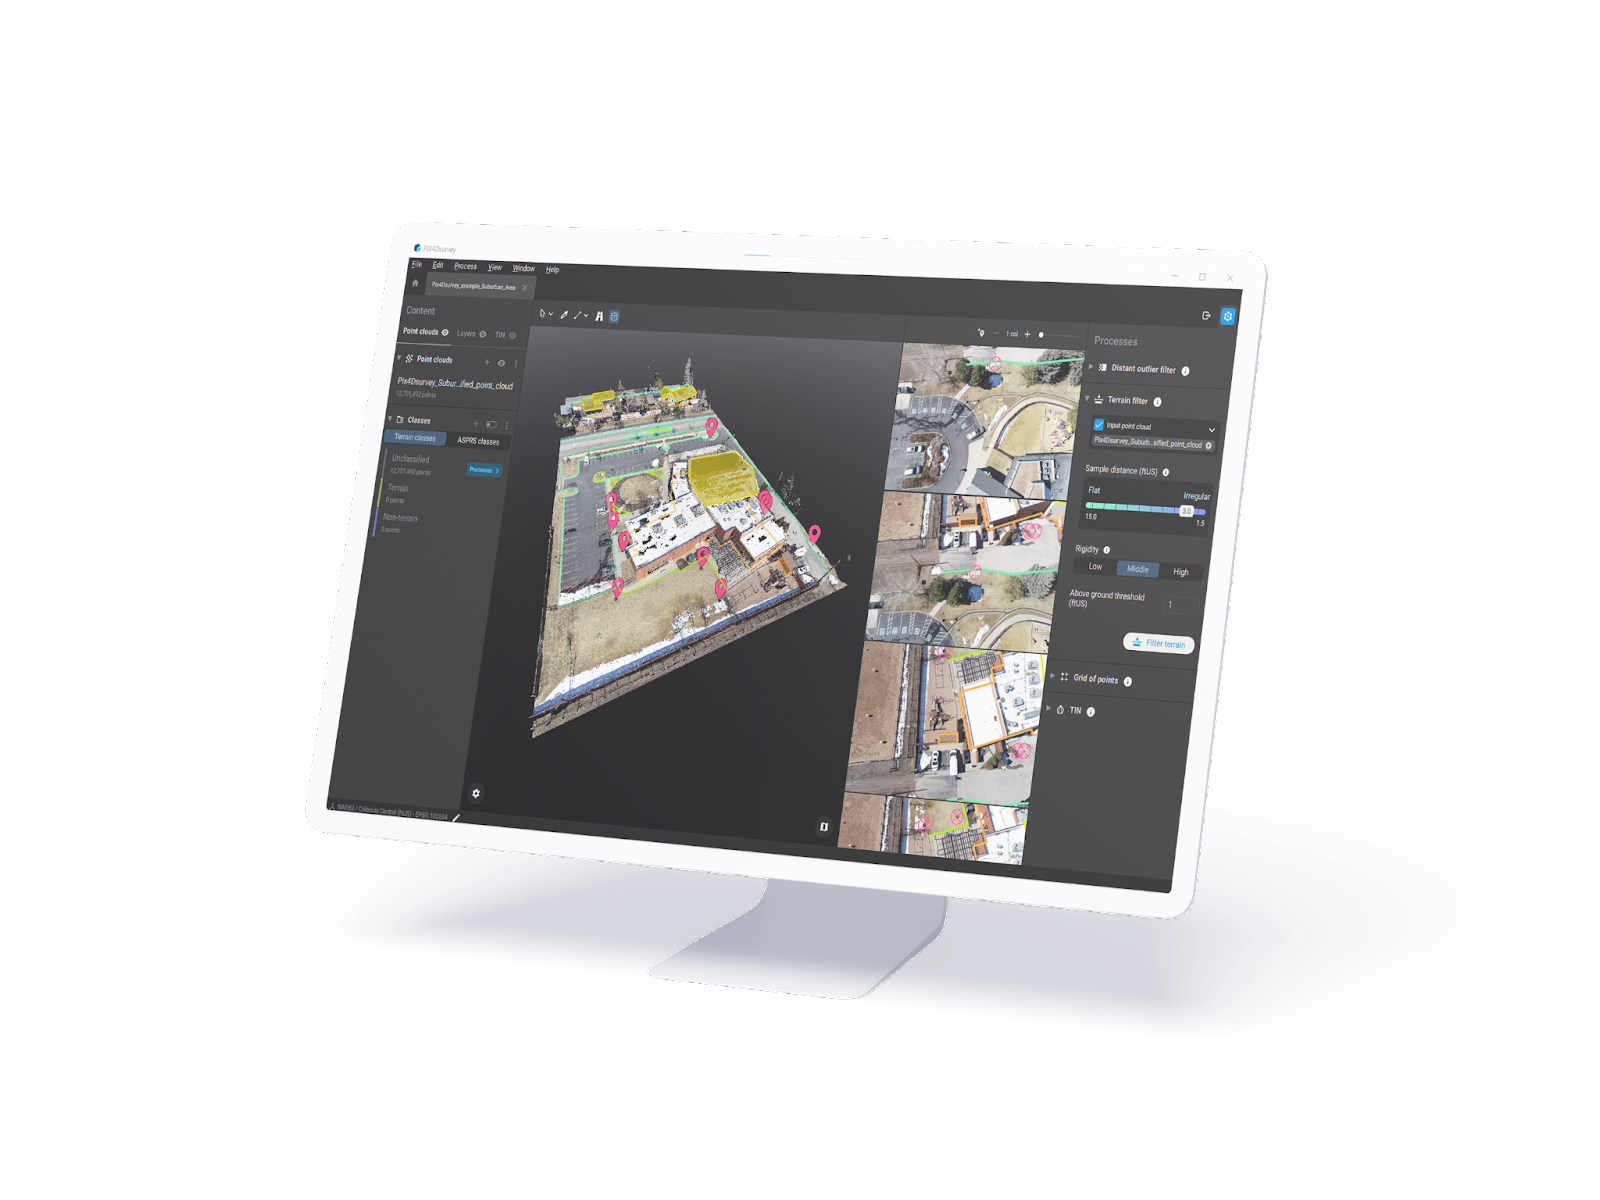 PIX4Dsurvey
File Edit Process View Window Help
Pix4Dsurvey_example_Suburban_Area
Content
Point clouds Layers TIN
Point clouds
Pix4Dsurvey_Subur...ified_point_cloud
12,701,492 points
Classes
Terrain classes ASPRS classes
Unclassified
12,701,492 points
Processes
Terrain
0 points
Non-terrain
0 points
NAD83 / Colorado Central (ftUS) - EPSG:102654
1 col
Processes
Distant outlier filter
Terrain filter
Input point cloud
Pix4Dsurvey_Suburb...sified_point_cloud
Sample distance (ftUS)
Flat Irregular
3.0
15.0 1.5
Rigidity
Low Middle High
Above ground threshold
(ftUS)
1
Filter terrain
Grid of points
TIN